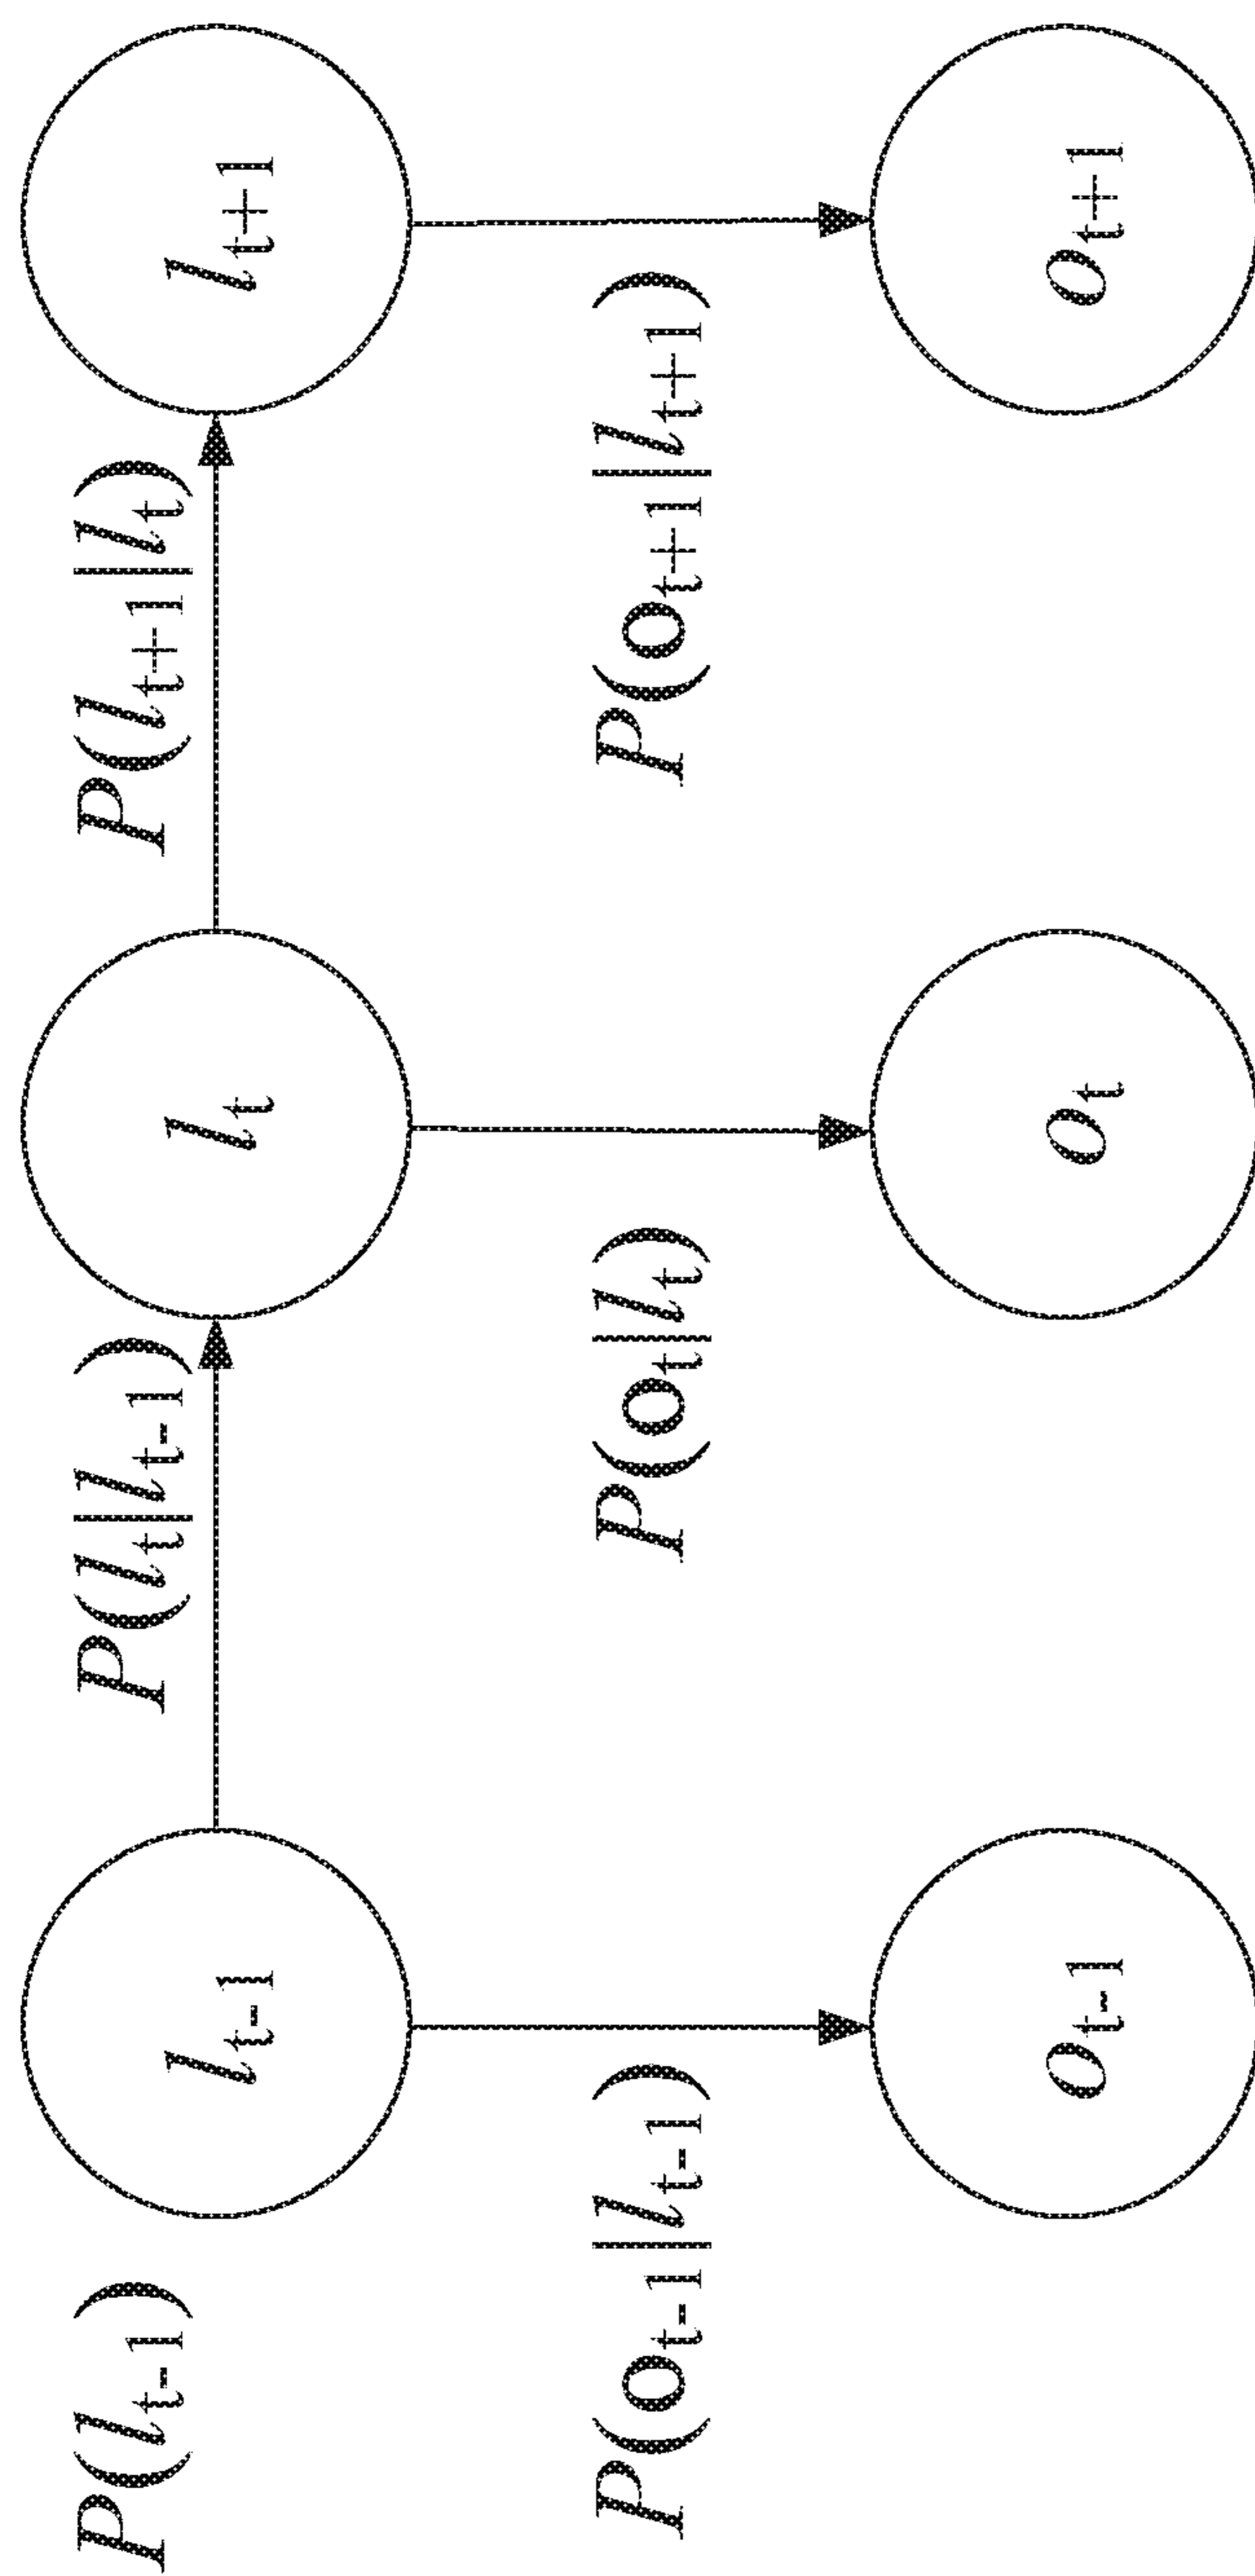 P(l_{t-1}) P(l_t|l_{t-1}) P(l_{t+1}|l_t)
l_{t-1} l_t l_{t+1}
P(o_{t-1}|l_{t-1}) P(o_t|l_t) P(o_{t+1}|l_{t+1})
o_{t-1} o_t o_{t+1}